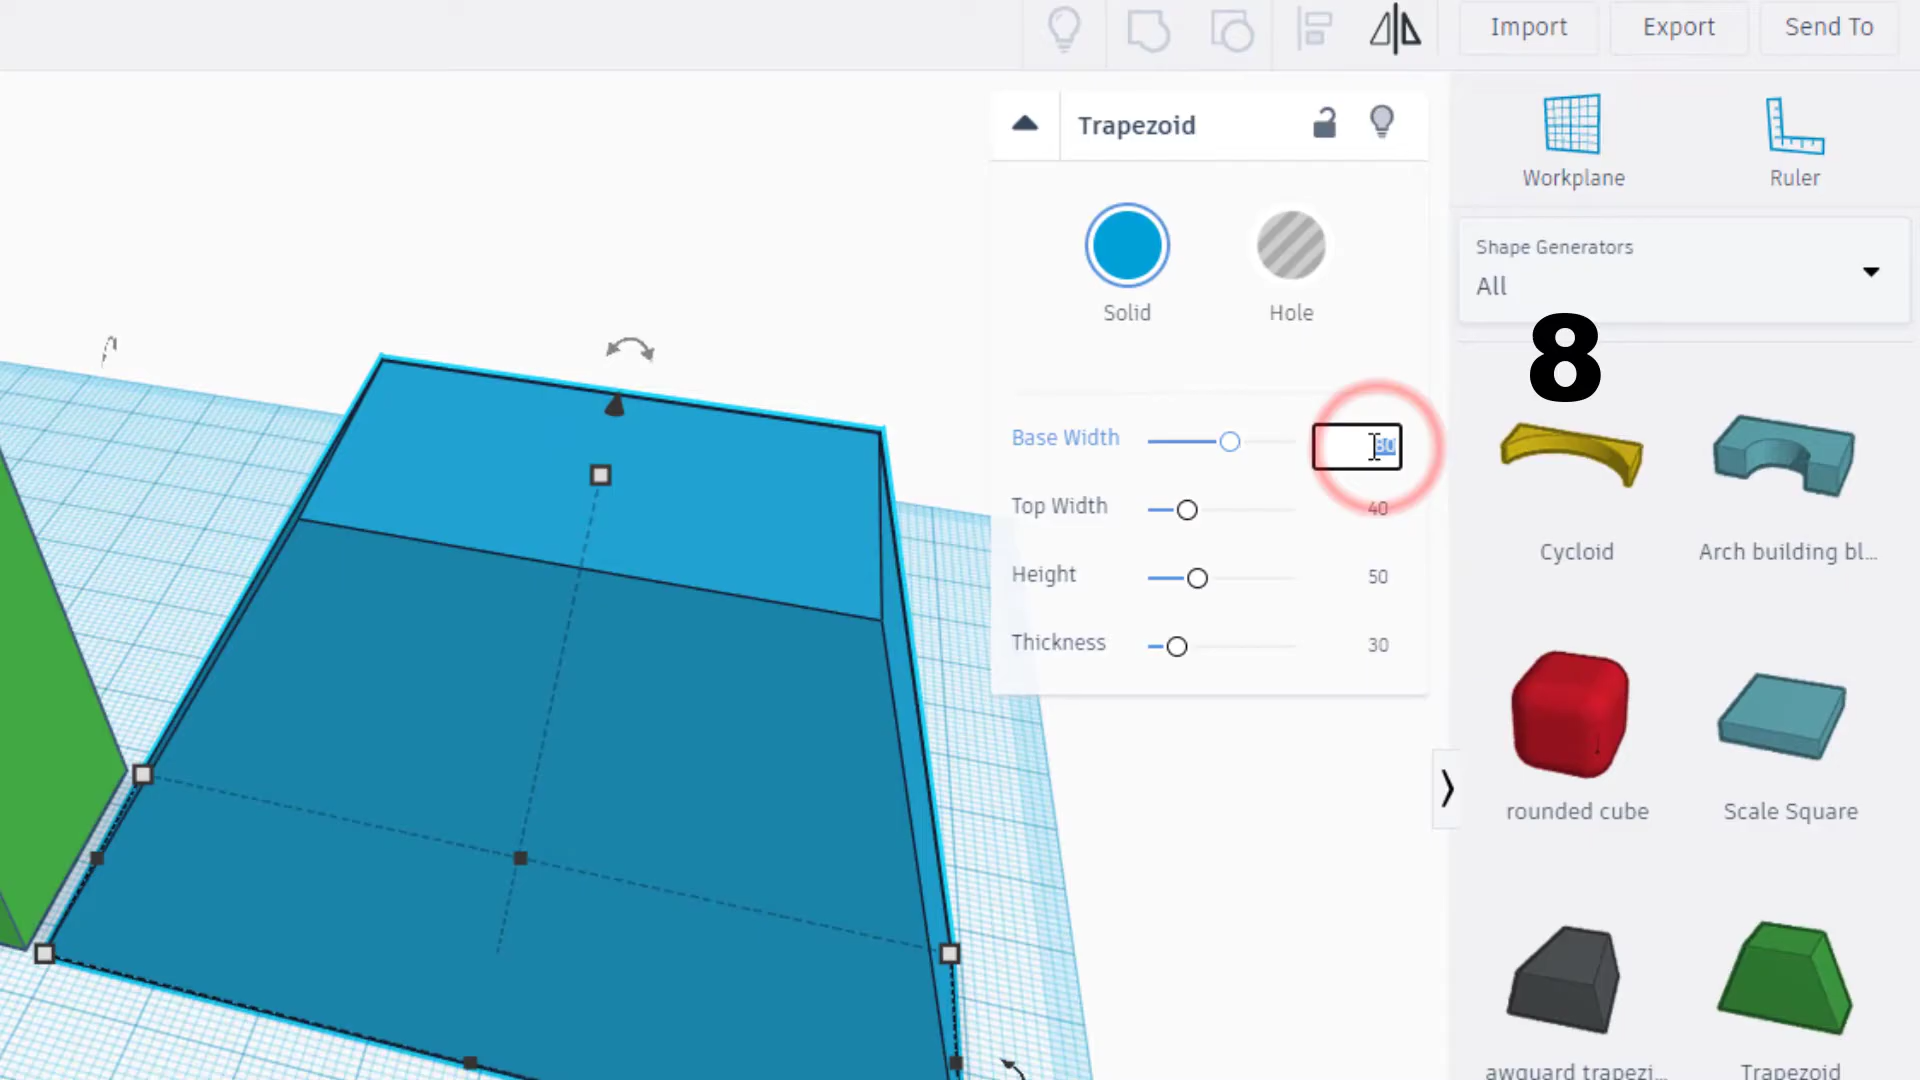 Import
Export
Send To
Trapezoid
Workplane
Ruler
Solid
Hole
Shape Generators
All
8
Base Width
80
Top Width
40
Height
50
Thickness
30
Cycloid
Arch building bl...
rounded cube
Scale Square
awguard trapezi...
Trapezoid